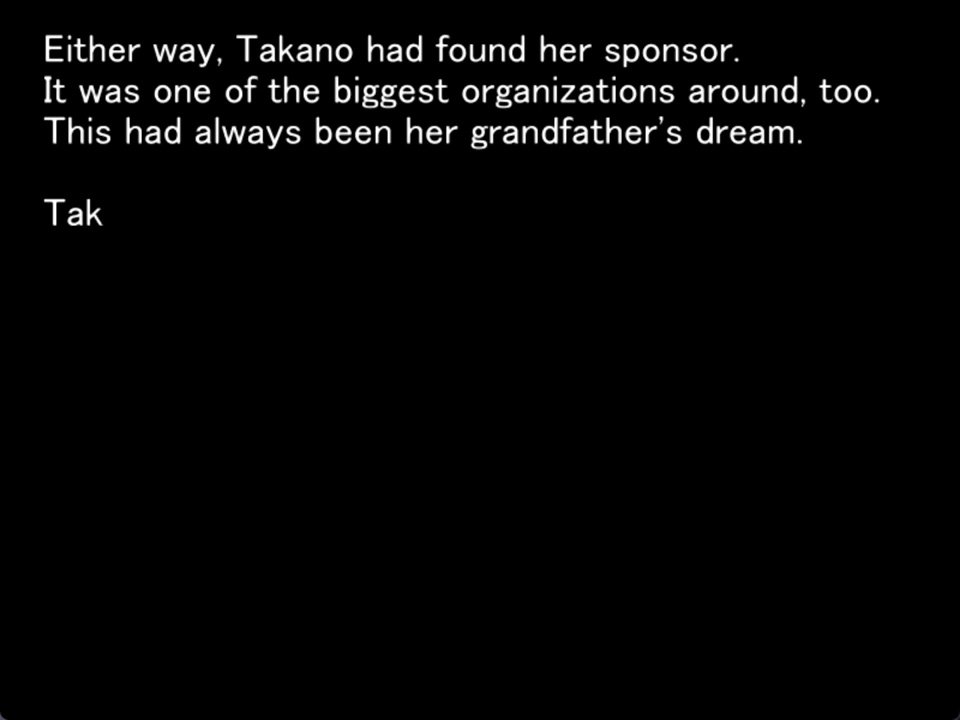 Either way, Takano had found her sponsor.
It was one of the biggest organizations around, too.
This had always been her grandfather's dream.
Tak